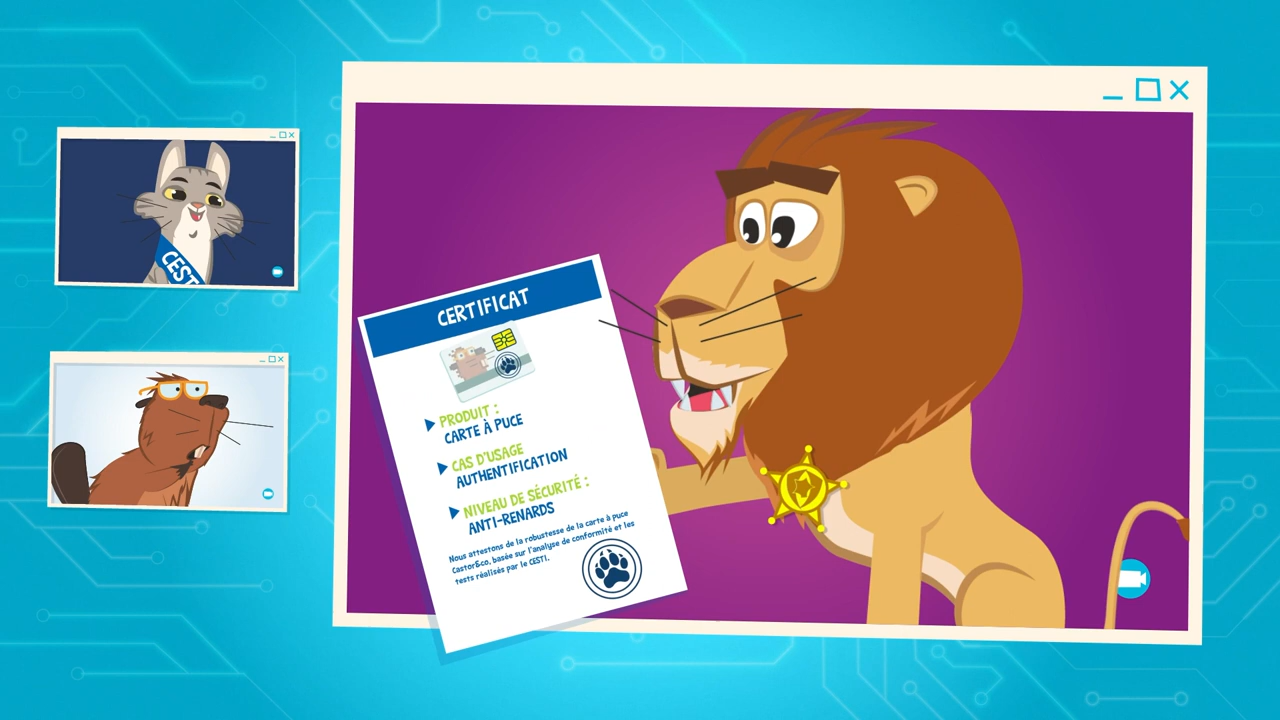 CESTI
CERTIFICAT
PRODUIT :
CARTE À PUCE
CAS D'USAGE
AUTHENTIFICATION
NIVEAU DE SÉCURITÉ :
ANTI-RENARDS
Nous attestons de la robustesse de la carte à puce
Castor&co, basée sur l'analyse de conformité et les
tests réalisés par le CESTI.